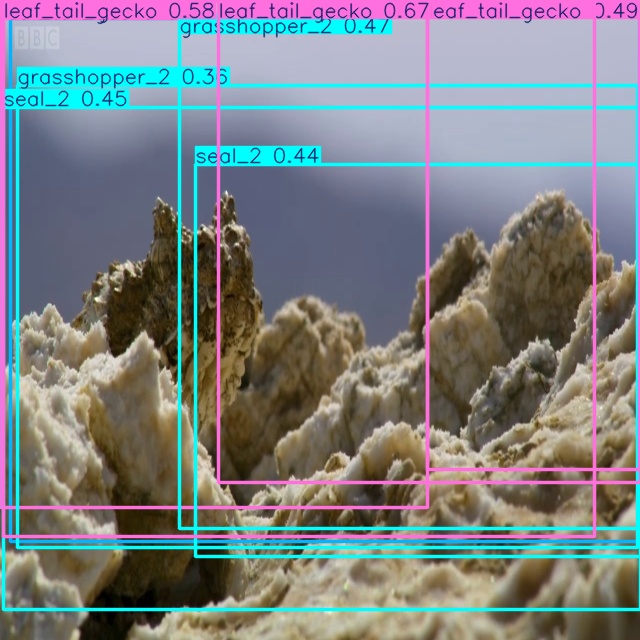 leaf_tail_gecko 0.58
leaf_tail_gecko 0.67
eaf_tail_gecko 0.49
grasshopper_2 0.47
BBC
grasshopper_2 0.36
seal_2 0.45
seal_2 0.44